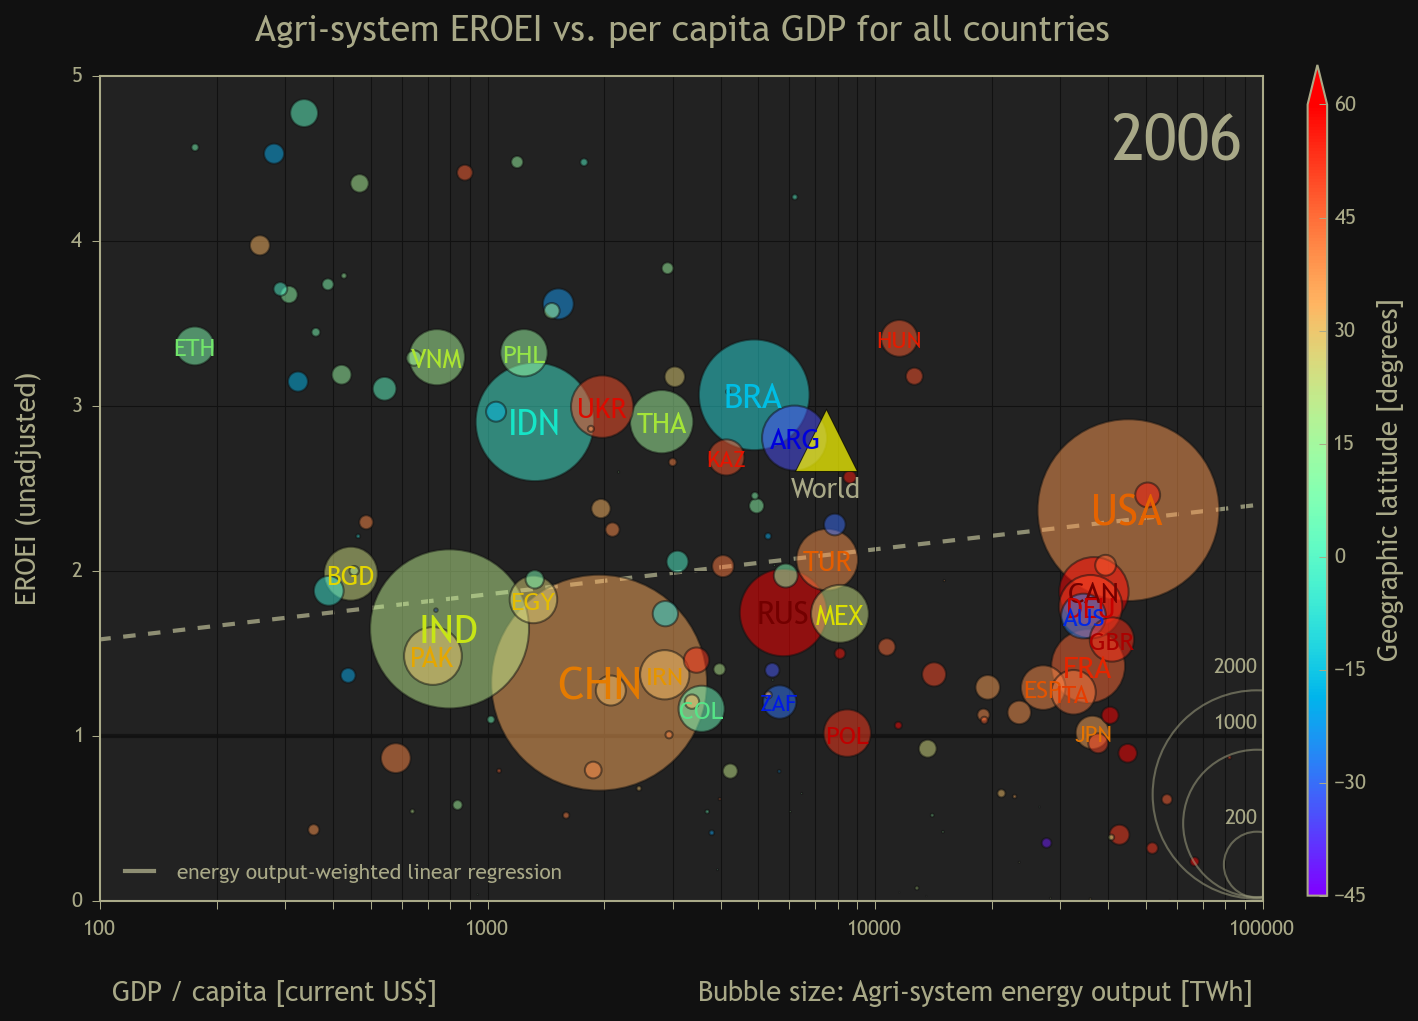 Agri-system EROEI vs. per capita GDP for all countries
2006
EROEI (unadjusted)
5
4
3
2
1
0
ETH
VNM
PHL
IDN
UKR
THA
BRA
ARG
KAZ
HUN
World
USA
BGD
IND
PAK
EGY
CHN
IRN
COL
RUS
TUR
MEX
ZAF
POL
CAN
DEU
AUS
GBR
FRA
ESP
ITA
JPN
2000
1000
200
energy output-weighted linear regression
100
1000
10000
100000
GDP / capita [current US$]
Bubble size: Agri-system energy output [TWh]
60
45
30
15
0
−15
−30
−45
Geographic latitude [degrees]